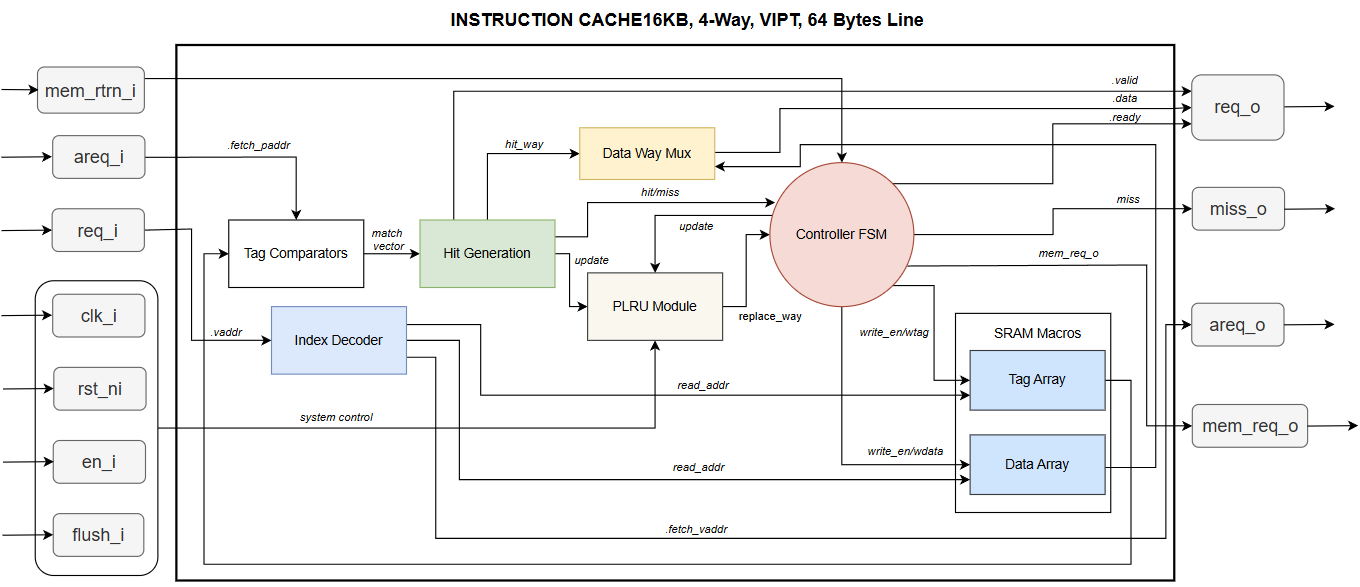 INSTRUCTION CACHE16KB, 4-Way, VIPT, 64 Bytes Line
mem_rtrn_i
.valid
.data
req_o
.ready
areq_i
.fetch_paddr
hit_way
Data Way Mux
hit/miss
miss
miss_o
req_i
update
Tag Comparators
match
vector
Hit Generation
Controller FSM
update
mem_req_o
PLRU Module
replace_way
clk_i
.vaddr
Index Decoder
write_en/wtag
SRAM Macros
areq_o
Tag Array
rst_ni
read_addr
system control
mem_req_o
en_i
read_addr
write_en/wdata
Data Array
flush_i
.fetch_vaddr